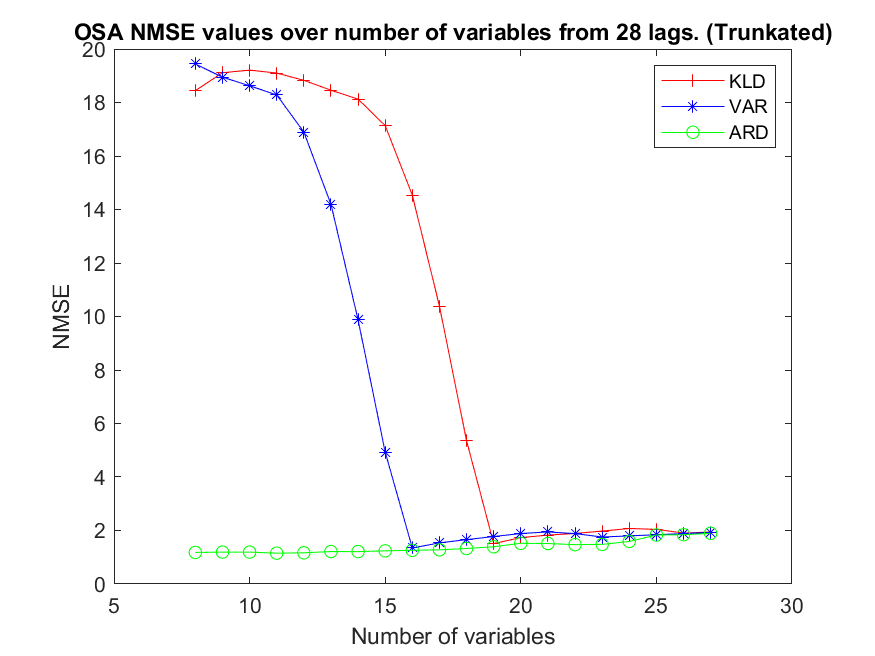 OSA NMSE values over number of variables from 28 lags. (Trunkated)
20
18
16
14
12
10
8
6
4
2
0
NMSE
KLD
VAR
ARD
5
10
15
20
25
30
Number of variables